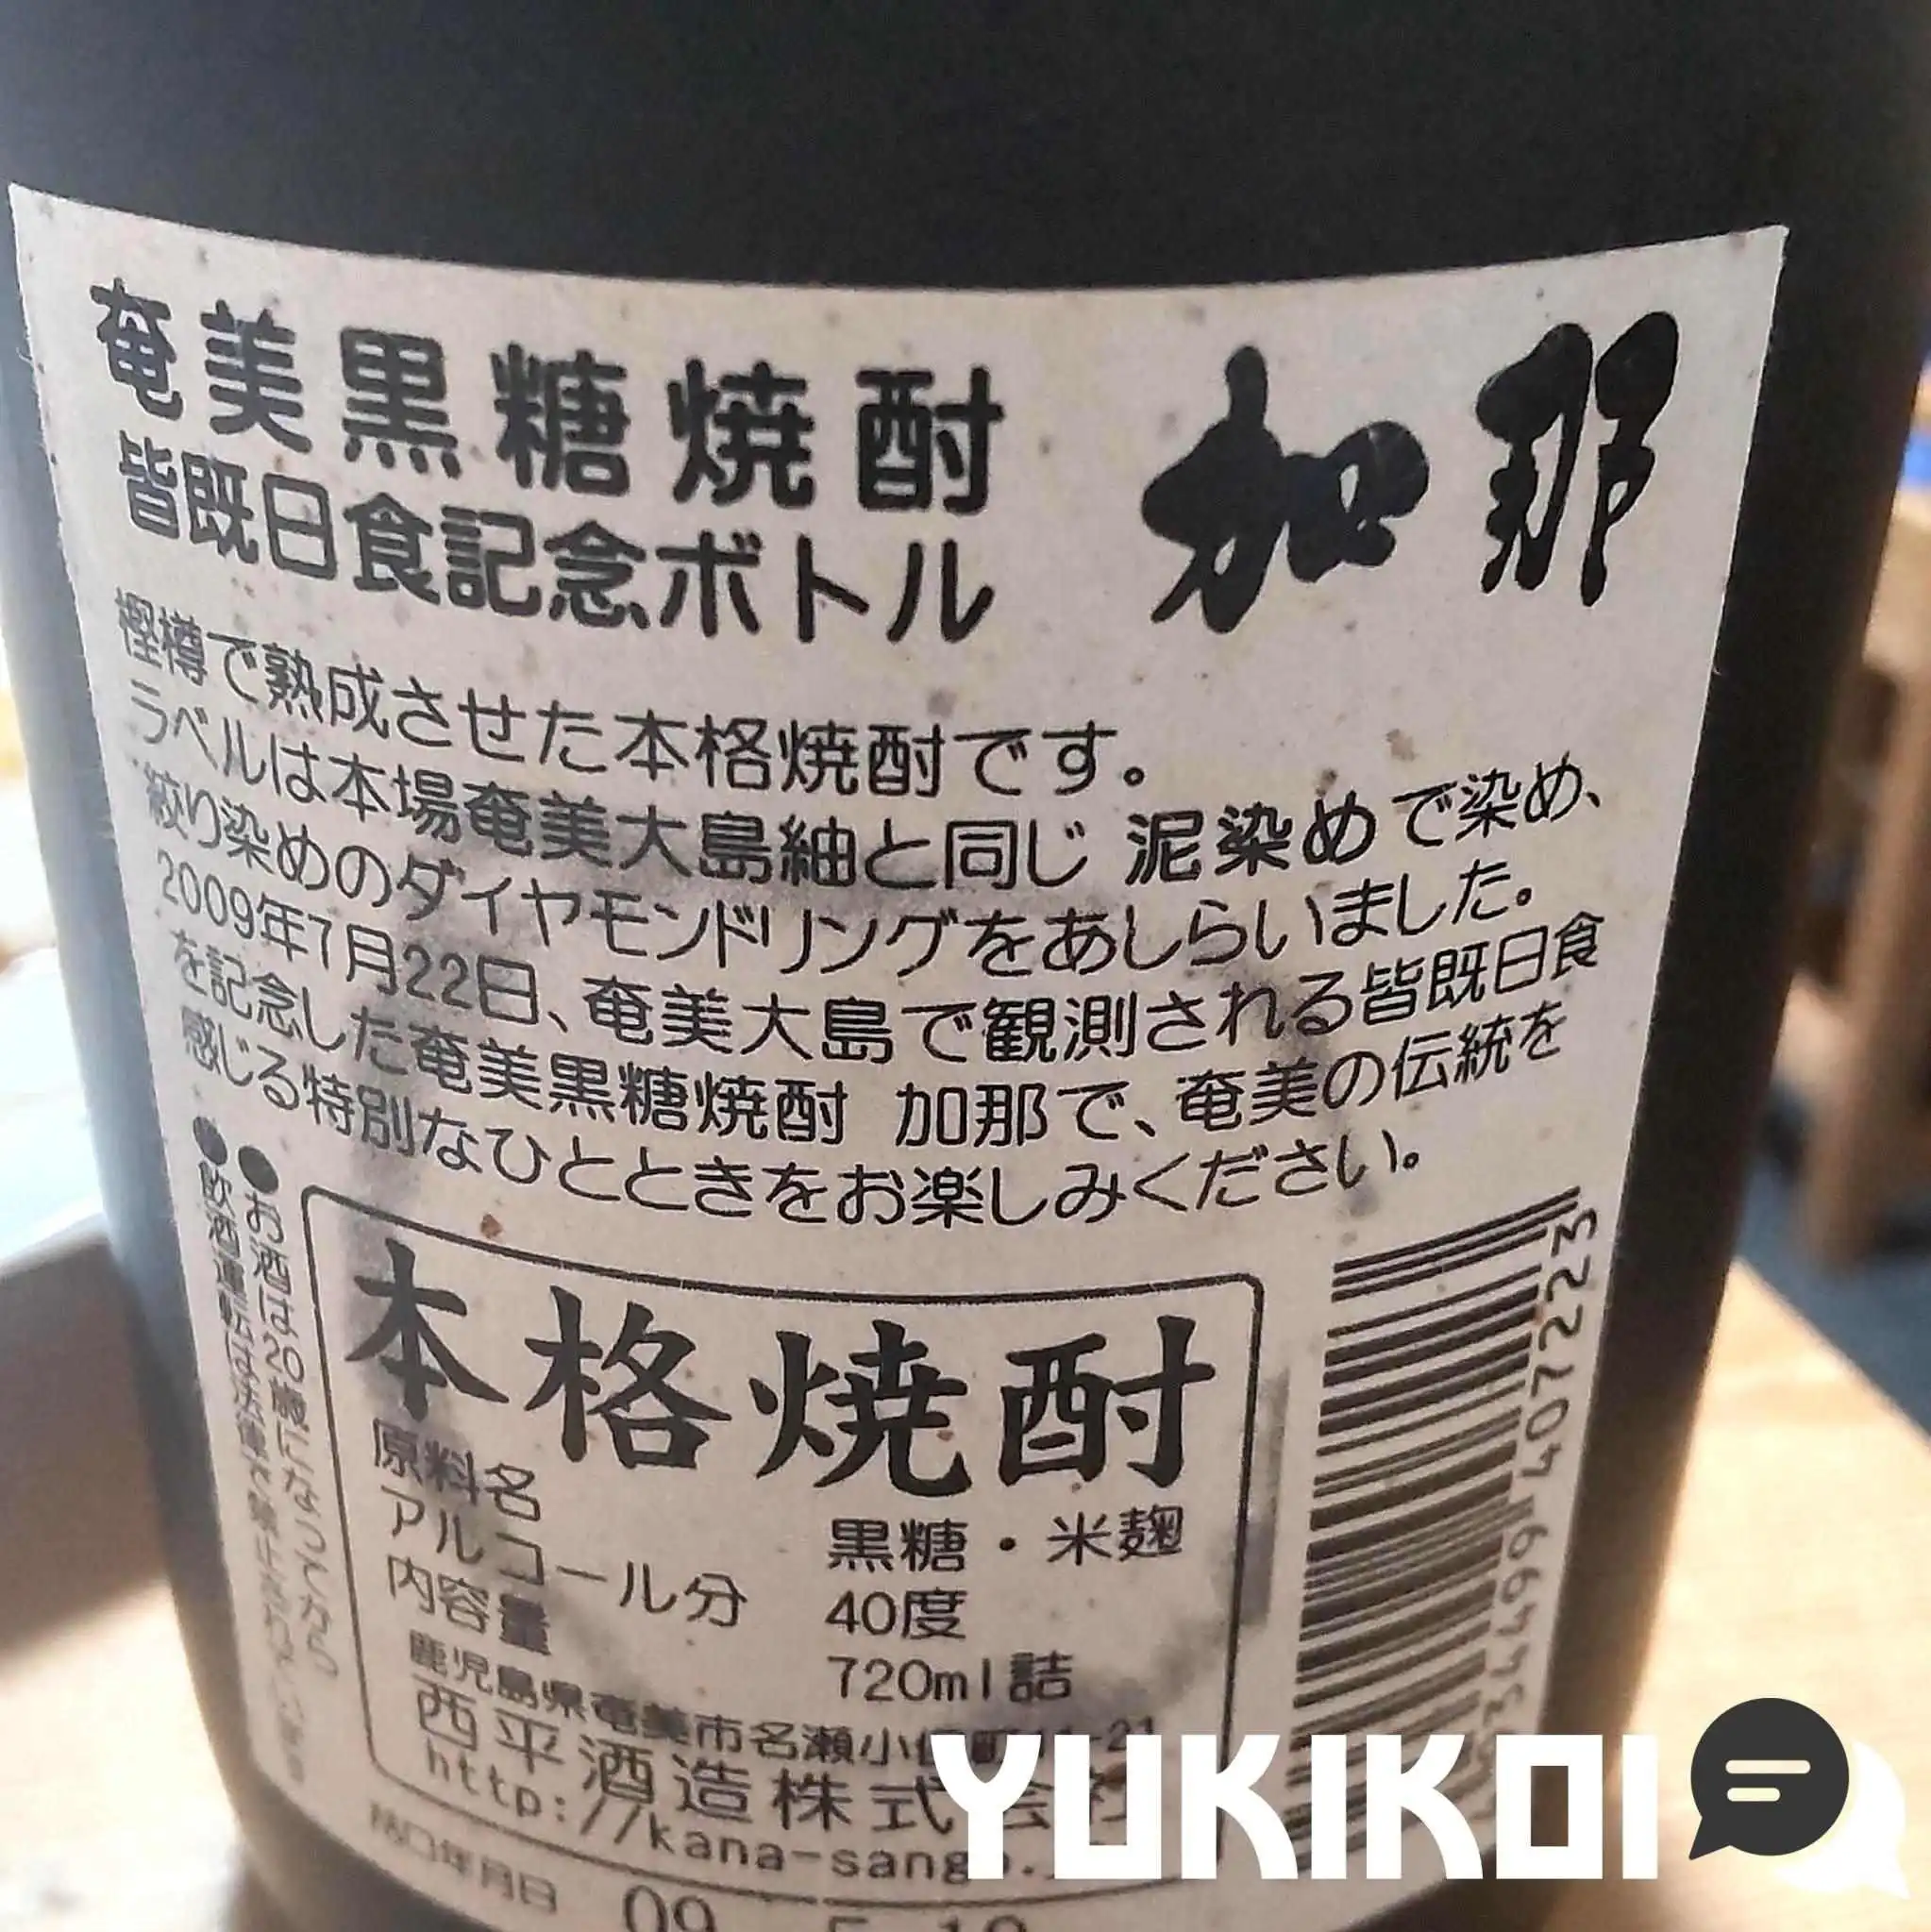 奄美黒糖焼酎
皆既日食記念ボトル
加那
樫樽で熟成させた本格焼酎です。
ラベルは本場奄美大島紬と同じ 泥染めで染め、
絞り染めのダイヤモンドリングをあしらいました。
2009年7月22日、奄美大島で観測される皆既日食
を記念した奄美黒糖焼酎 加那で、奄美の伝統を
感じる特別なひとときをお楽しみください。
●お酒は20歳になってから
●飲酒運転は法律で禁止されています
本格焼酎
原料名 黒糖・米麹
アルコール分 40度
内容量 720ml詰
鹿児島県奄美市名瀬小
西平酒造株式会社
http://kana-sango.
詰口年月日 09 5 19
407223
YUKIKOI